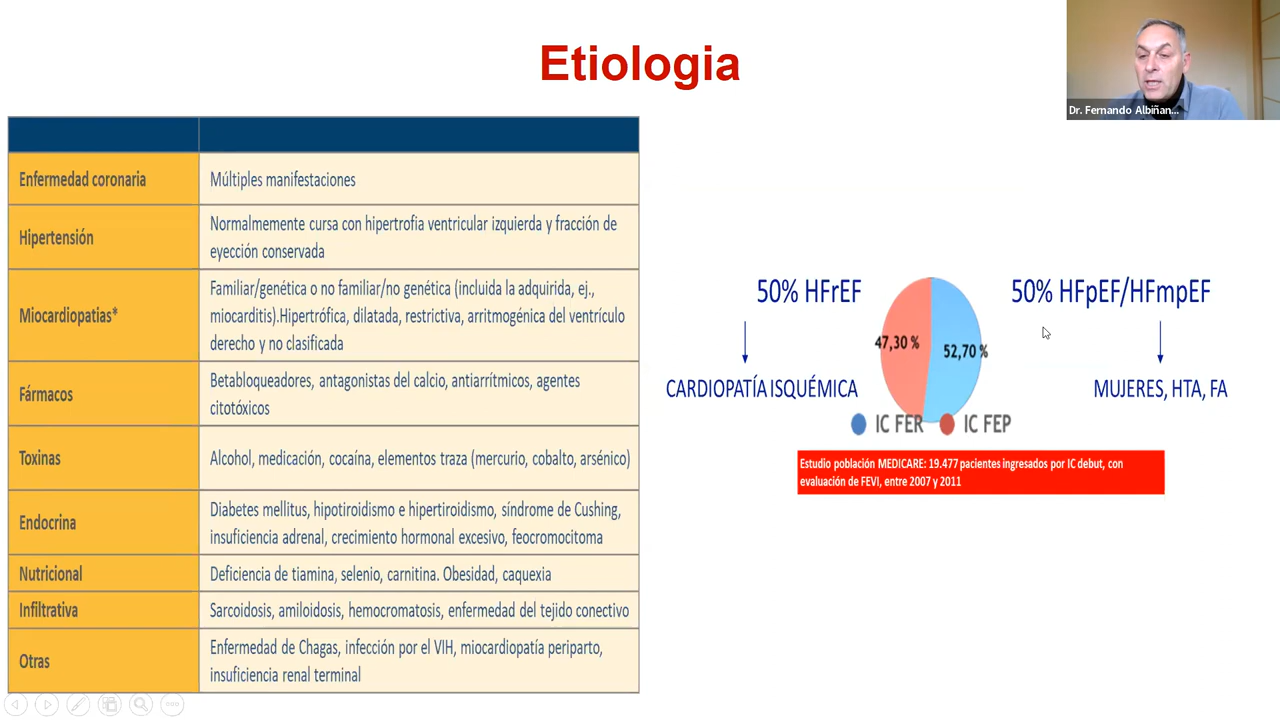 Etiologia
Dr. Fernando Albiñan...
Enfermedad coronaria
Múltiples manifestaciones
Hipertensión
Normalmemente cursa con hipertrofia ventricular izquierda y fracción de
eyección conservada
Miocardiopatias*
Familiar/genética o no familiar/no genética (incluida la adquirida, ej.,
miocarditis).Hipertrófica, dilatada, restrictiva, arritmogénica del ventrículo
derecho y no clasificada
Fármacos
Betabloqueadores, antagonistas del calcio, antiarrítmicos, agentes
citotóxicos
Toxinas
Alcohol, medicación, cocaína, elementos traza (mercurio, cobalto, arsénico)
Endocrina
Diabetes mellitus, hipotiroidismo e hipertiroidismo, síndrome de Cushing,
insuficiencia adrenal, crecimiento hormonal excesivo, feocromocitoma
Nutricional
Deficiencia de tiamina, selenio, carnitina. Obesidad, caquexia
Infiltrativa
Sarcoidosis, amiloidosis, hemocromatosis, enfermedad del tejido conectivo
Otras
Enfermedad de Chagas, infección por el VIH, miocardiopatía periparto,
insuficiencia renal terminal
50% HFrEF
50% HFpEF/HFmpEF
47,30 %
52,70 %
CARDIOPATÍA ISQUÉMICA
MUJERES, HTA, FA
IC FER
IC FEP
Estudio población MEDICARE: 19.477 pacientes ingresados por IC debut, con
evaluación de FEVI, entre 2007 y 2011